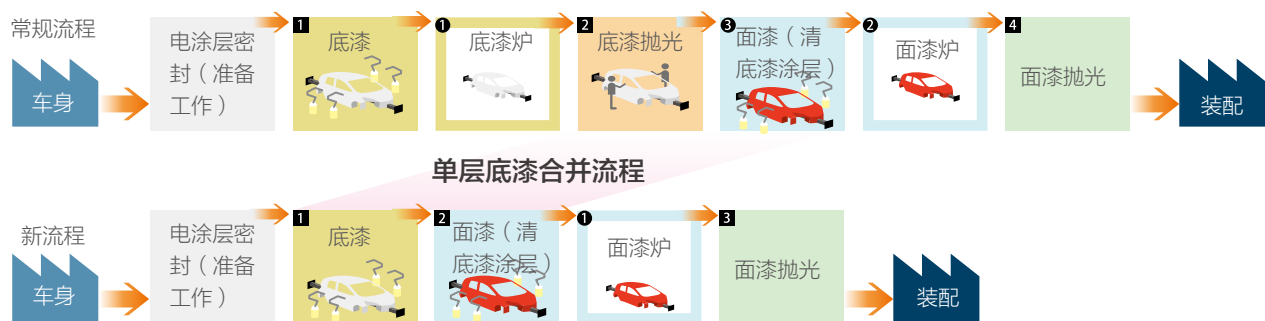 常规流程
车身
电涂层密
封（准备
工作）
1
底漆
1
底漆炉
2
底漆抛光
3
面漆（清
底漆涂层）
2
面漆炉
4
面漆抛光
装配
单层底漆合并流程
新流程
车身
电涂层密
封（准备
工作）
1
底漆
2
面漆（清
底漆涂层）
1
面漆炉
3
面漆抛光
装配